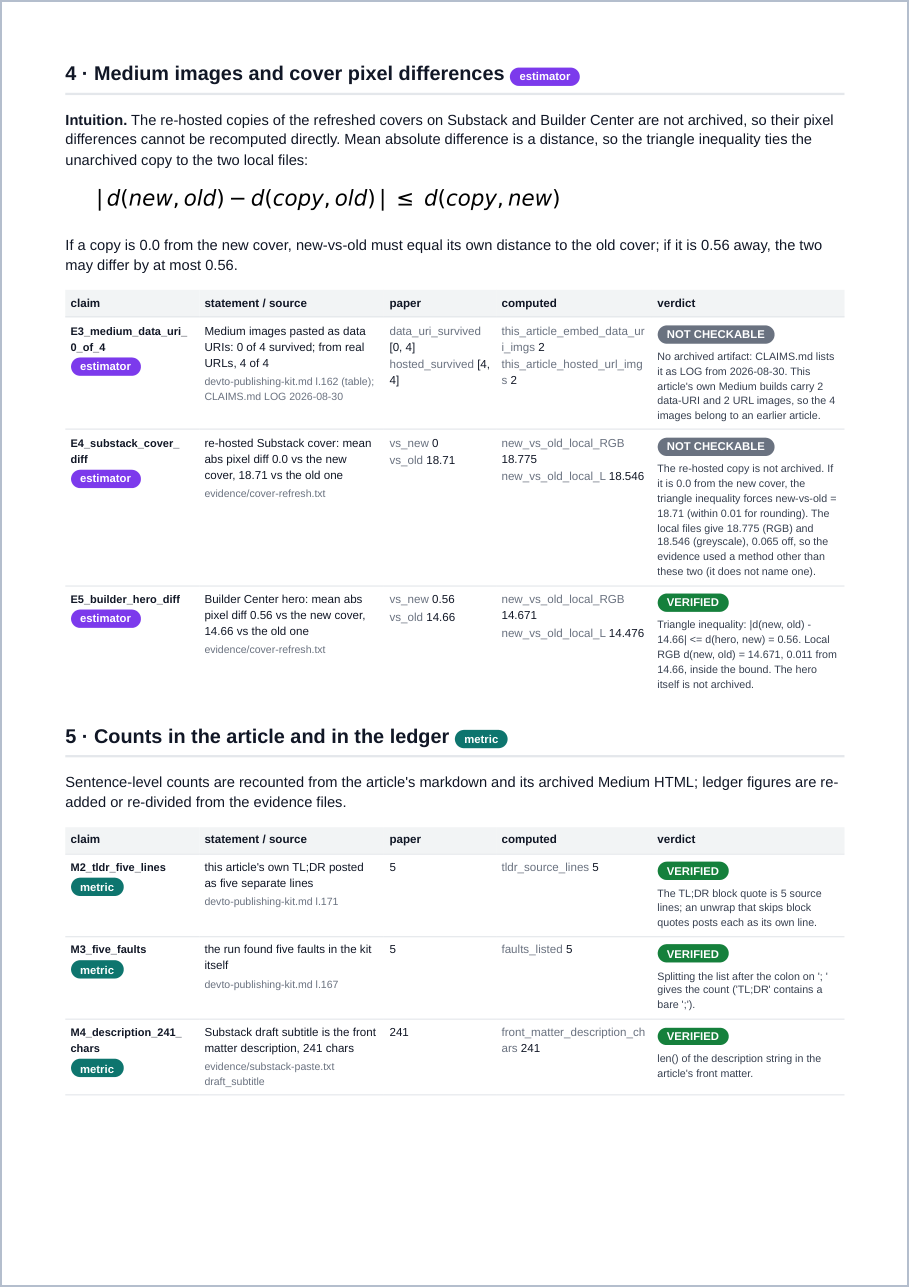 4 · Medium images and cover pixel differences estimator
Intuition. The re-hosted copies of the refreshed covers on Substack and Builder Center are not archived, so their pixel
differences cannot be recomputed directly. Mean absolute difference is a distance, so the triangle inequality ties the
unarchived copy to the two local files:
|d(new, old) − d(copy, old)| ≤ d(copy, new)
If a copy is 0.0 from the new cover, new-vs-old must equal its own distance to the old cover; if it is 0.56 away, the two
may differ by at most 0.56.
claim statement / source paper computed verdict
E3_medium_data_uri_
0_of_4
estimator
Medium images pasted as data
URIs: 0 of 4 survived; from real
URLs, 4 of 4
devto-publishing-kit.md l.162 (table);
CLAIMS.md LOG 2026-08-30
data_uri_survived
[0, 4]
hosted_survived [4,
4]
this_article_embed_data_ur
i_imgs 2
this_article_hosted_url_img
s 2
NOT CHECKABLE
No archived artifact: CLAIMS.md lists
it as LOG from 2026-08-30. This
article's own Medium builds carry 2
data-URI and 2 URL images, so the 4
images belong to an earlier article.
E4_substack_cover_
diff
estimator
re-hosted Substack cover: mean
abs pixel diff 0.0 vs the new
cover, 18.71 vs the old one
evidence/cover-refresh.txt
vs_new 0
vs_old 18.71
new_vs_old_local_RGB
18.775
new_vs_old_local_L 18.546
NOT CHECKABLE
The re-hosted copy is not archived. If
it is 0.0 from the new cover, the
triangle inequality forces new-vs-old =
18.71 (within 0.01 for rounding). The
local files give 18.775 (RGB) and
18.546 (greyscale), 0.065 off, so the
evidence used a method other than
these two (it does not name one).
E5_builder_hero_diff
estimator
Builder Center hero: mean abs
pixel diff 0.56 vs the new cover,
14.66 vs the old one
evidence/cover-refresh.txt
vs_new 0.56
vs_old 14.66
new_vs_old_local_RGB
14.671
new_vs_old_local_L 14.476
VERIFIED
Triangle inequality: |d(new, old) -
14.66| <= d(hero, new) = 0.56. Local
RGB d(new, old) = 14.671, 0.011 from
14.66, inside the bound. The hero
itself is not archived.
5 · Counts in the article and in the ledger metric
Sentence-level counts are recounted from the article's markdown and its archived Medium HTML; ledger figures are re-
added or re-divided from the evidence files.
claim statement / source paper computed verdict
M2_tldr_five_lines
metric
this article's own TL;DR posted
as five separate lines
devto-publishing-kit.md l.171
5
tldr_source_lines 5
VERIFIED
The TL;DR block quote is 5 source
lines; an unwrap that skips block
quotes posts each as its own line.
M3_five_faults
metric
the run found five faults in the kit
itself
devto-publishing-kit.md l.167
5
faults_listed 5
VERIFIED
Splitting the list after the colon on '; '
gives the count ('TL;DR' contains a
bare ';').
M4_description_241_
chars
metric
Substack draft subtitle is the front
matter description, 241 chars
evidence/substack-paste.txt
draft_subtitle
241
front_matter_description_ch
ars 241
VERIFIED
len() of the description string in the
article's front matter.